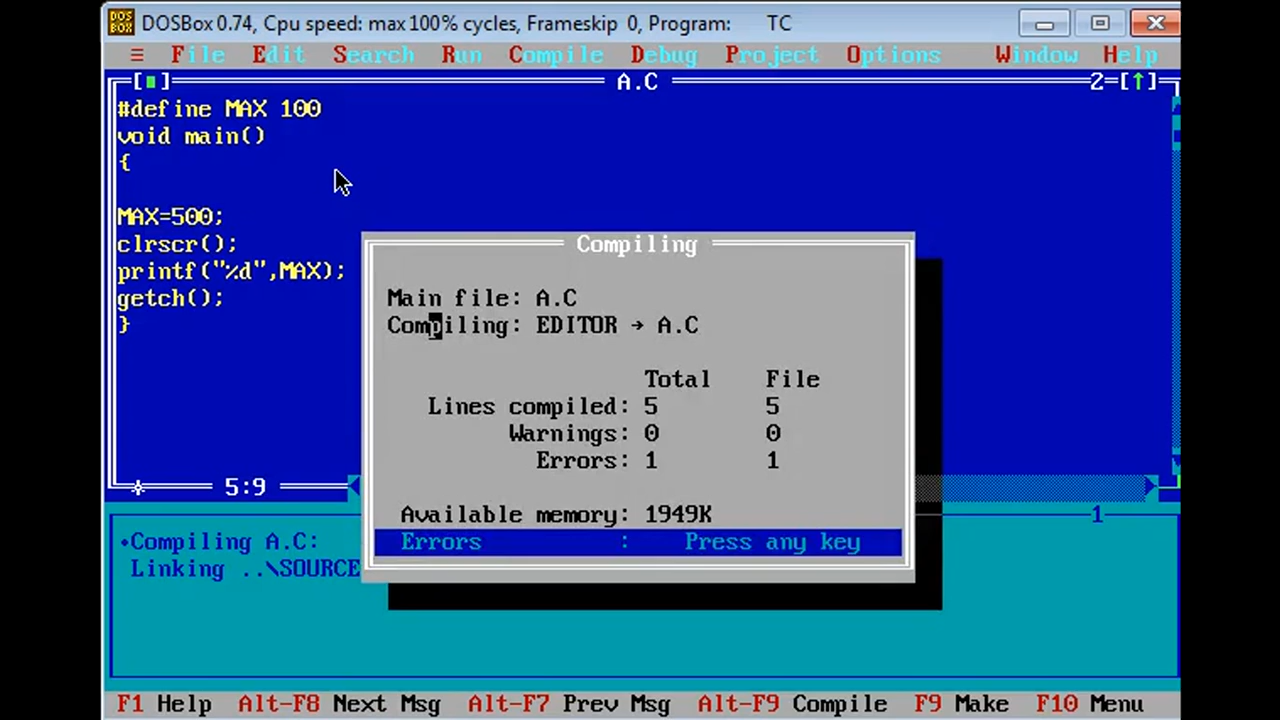 DOSBox 0.74, Cpu speed: max 100% cycles, Frameskip 0, Program: TC
≡ File Edit Search Run Compile Debug Project Options Window Help
A.C 2=[↑]
#define MAX 100
void main()
{
MAX=500;
clrscr();
printf("%d",MAX);
getch();
}
5:9
Compiling
Main file: A.C
Compiling: EDITOR → A.C
Total File
Lines compiled: 5 5
Warnings: 0 0
Errors: 1 1
Available memory: 1949K
Errors : Press any key
1
•Compiling A.C:
Linking ..\SOURCE
F1 Help Alt-F8 Next Msg Alt-F7 Prev Msg Alt-F9 Compile F9 Make F10 Menu